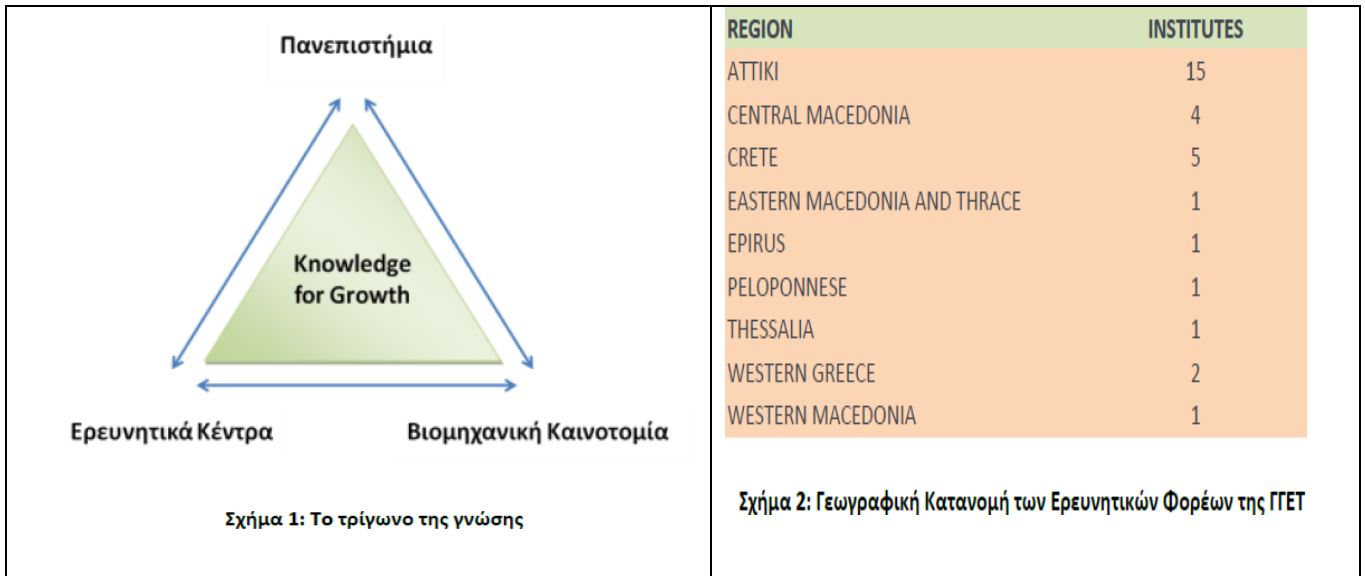 Πανεπιστήμια
Knowledge
for Growth
Ερευνητικά Κέντρα
Βιομηχανική Καινοτομία
Σχήμα 1: Το τρίγωνο της γνώσης
REGION INSTITUTES
ATTIKI 15
CENTRAL MACEDONIA 4
CRETE 5
EASTERN MACEDONIA AND THRACE 1
EPIRUS 1
PELOPONNESE 1
THESSALIA 1
WESTERN GREECE 2
WESTERN MACEDONIA 1
Σχήμα 2: Γεωγραφική Κατανομή των Ερευνητικών Φορέων της ΓΓΕΤ